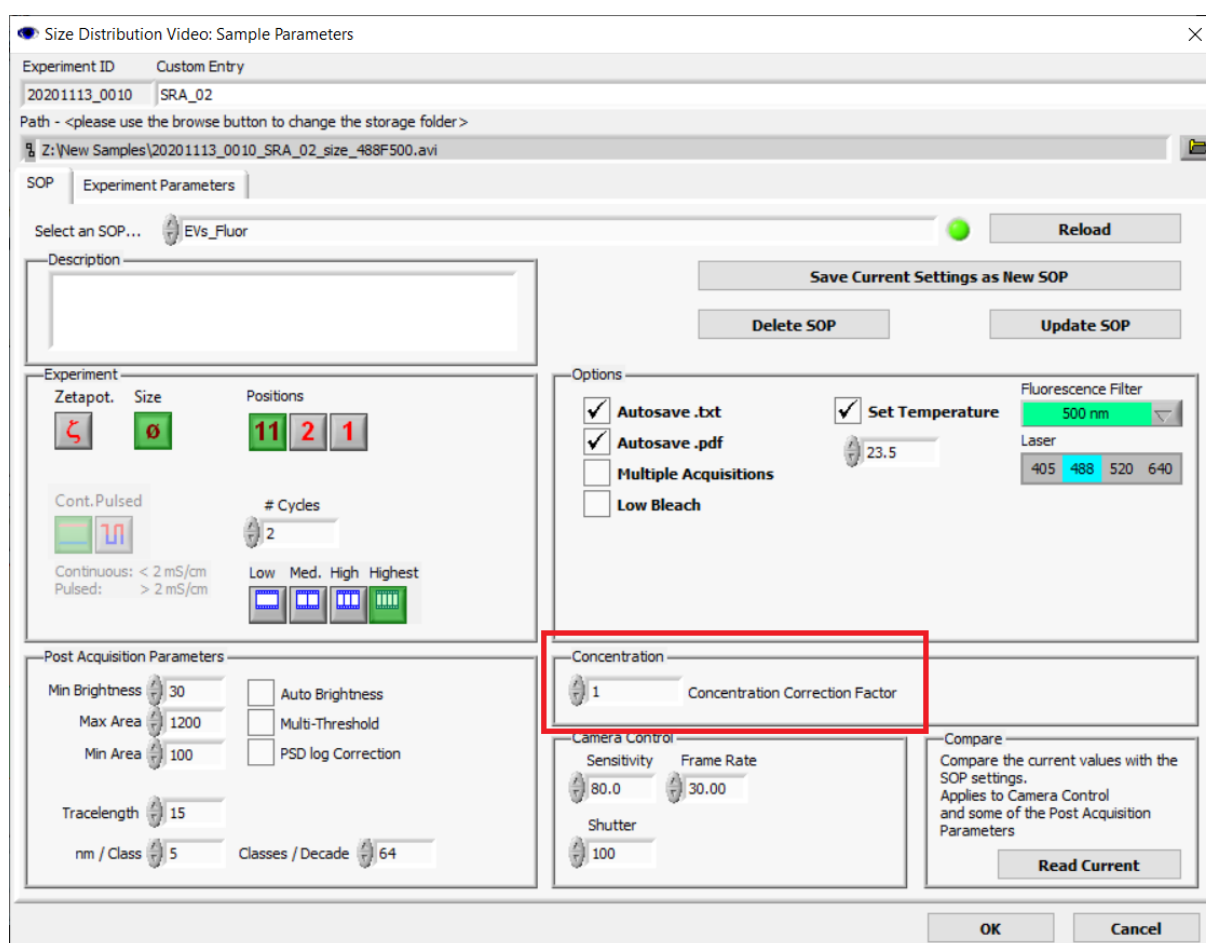 Size Distribution Video: Sample Parameters
Experiment ID Custom Entry
20201113_0010 SRA_02
Path - <please use the browse button to change the storage folder>
Z:\New Samples\20201113_0010_SRA_02_size_488F500.avi
SOP Experiment Parameters
Select an SOP... EVs_Fluor Reload
Description
Save Current Settings as New SOP
Delete SOP Update SOP
Experiment
Zetapot. Size Positions
ζ ø 11 2 1
Cont.Pulsed
# Cycles
2
Continuous: < 2 mS/cm
Pulsed: > 2 mS/cm
Low Med. High Highest
Options
Autosave .txt
Autosave .pdf
Multiple Acquisitions
Low Bleach
Set Temperature
23.5
Fluorescence Filter
500 nm
Laser
405 488 520 640
Post Acquisition Parameters
Min Brightness 30 Auto Brightness
Max Area 1200 Multi-Threshold
Min Area 100 PSD log Correction
Tracelength 15
nm / Class 5 Classes / Decade 64
Concentration
1 Concentration Correction Factor
Camera Control
Sensitivity Frame Rate
80.0 30.00
Shutter
100
Compare
Compare the current values with the
SOP settings.
Applies to Camera Control
and some of the Post Acquisition
Parameters
Read Current
OK Cancel